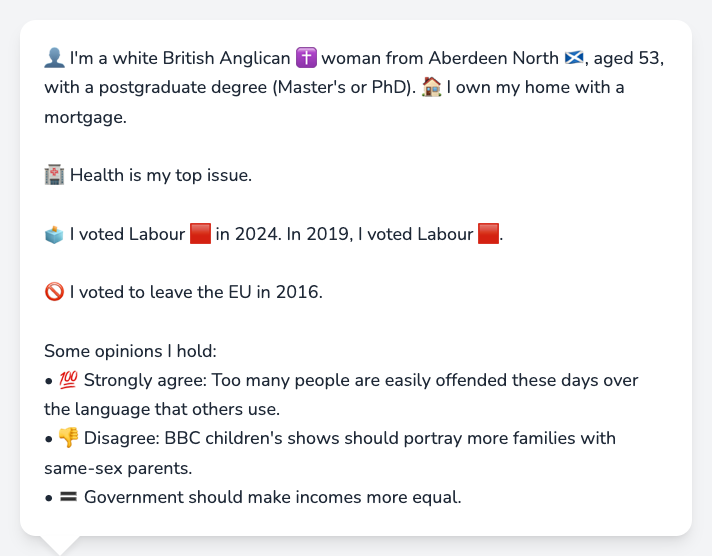 👤 I'm a white British Anglican ✝️ woman from Aberdeen North 🏴󠁧󠁢󠁳󠁣󠁴󠁿, aged 53,
with a postgraduate degree (Master's or PhD). 🏠 I own my home with a
mortgage.
🏥 Health is my top issue.
🗳️ I voted Labour 🟥 in 2024. In 2019, I voted Labour 🟥.
🚫 I voted to leave the EU in 2016.
Some opinions I hold:
• 💯 Strongly agree: Too many people are easily offended these days over
the language that others use.
• 👎 Disagree: BBC children's shows should portray more families with
same-sex parents.
• 🟰 Government should make incomes more equal.